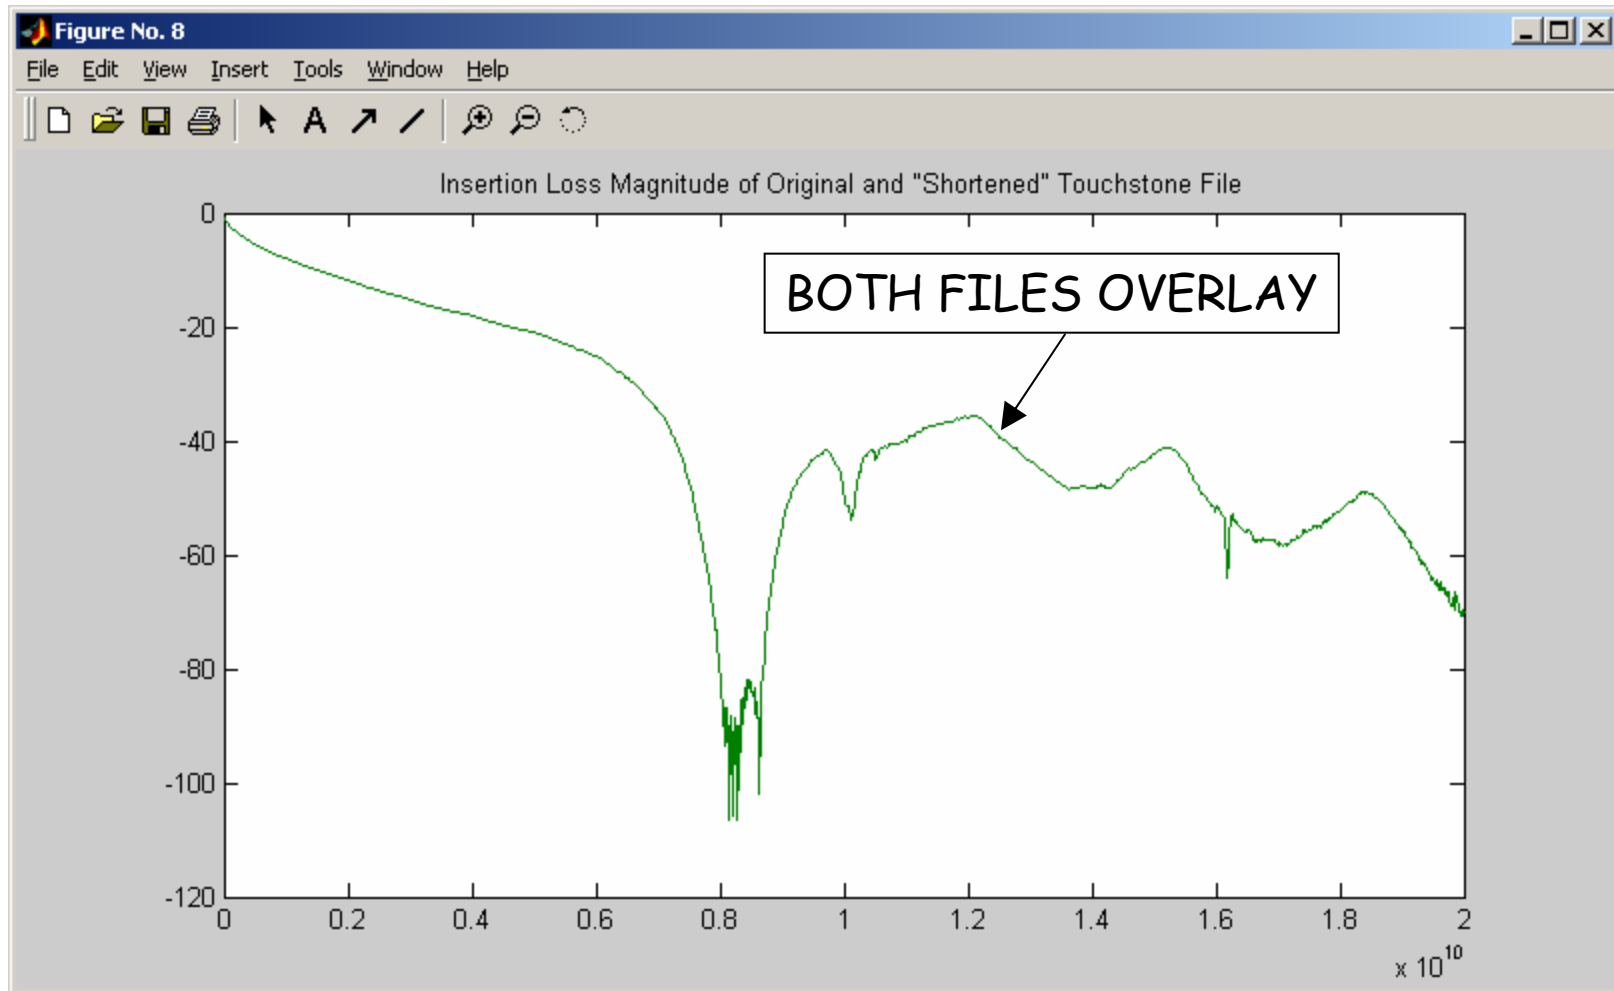 Figure No. 8
File Edit View Insert Tools Window Help
A
Insertion Loss Magnitude of Original and "Shortened" Touchstone File
BOTH FILES OVERLAY
0
-20
-40
-60
-80
-100
-120
0 0.2 0.4 0.6 0.8 1 1.2 1.4 1.6 1.8 2
x 10^10